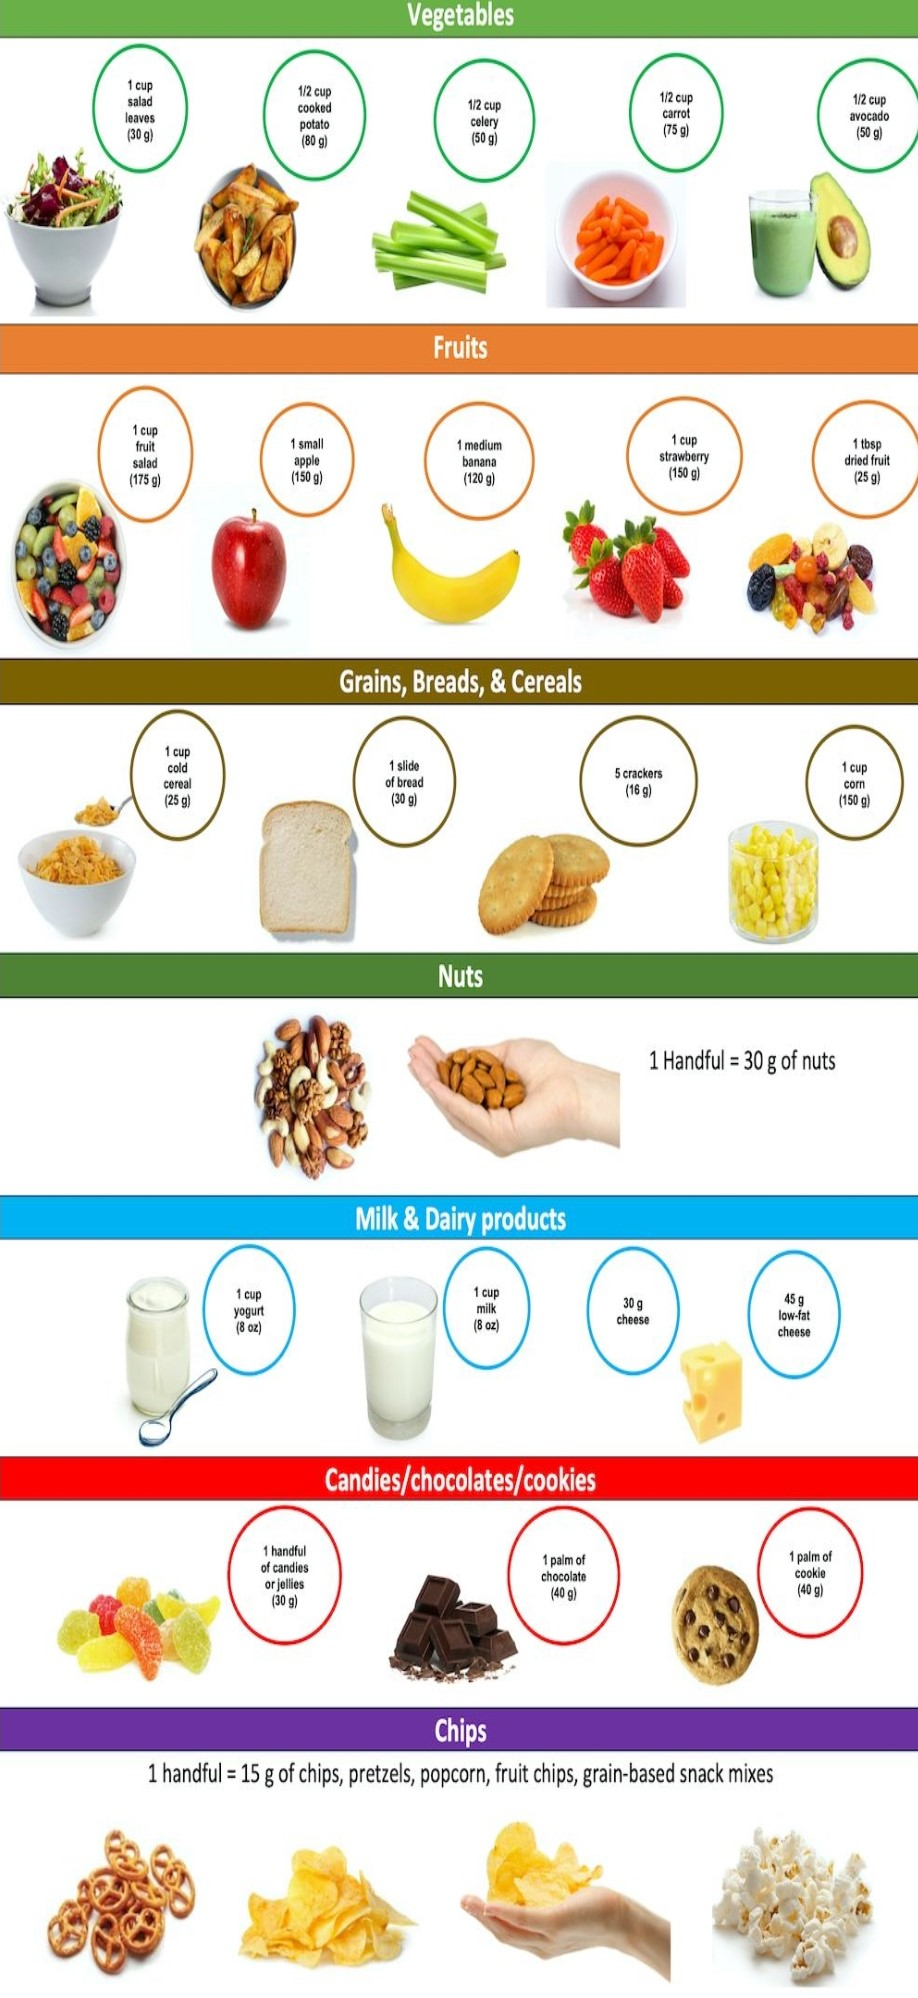 Vegetables
1 cup
salad
leaves
(30 g)
1/2 cup
cooked
potato
(80 g)
1/2 cup
celery
(50 g)
1/2 cup
carrot
(75 g)
1/2 cup
avocado
(50 g)
Fruits
1 cup
fruit
salad
(175 g)
1 small
apple
(150 g)
1 medium
banana
(120 g)
1 cup
strawberry
(150 g)
1 tbsp
dried fruit
(25 g)
Grains, Breads, & Cereals
1 cup
cold
cereal
(25 g)
1 slide
of bread
(30 g)
5 crackers
(16 g)
1 cup
corn
(150 g)
Nuts
1 Handful = 30 g of nuts
Milk & Dairy products
1 cup
yogurt
(8 oz)
1 cup
milk
(8 oz)
30 g
cheese
45 g
low-fat
cheese
Candies/chocolates/cookies
1 handful
of candies
or jellies
(30 g)
1 palm of
chocolate
(40 g)
1 palm of
cookie
(40 g)
Chips
1 handful = 15 g of chips, pretzels, popcorn, fruit chips, grain-based snack mixes